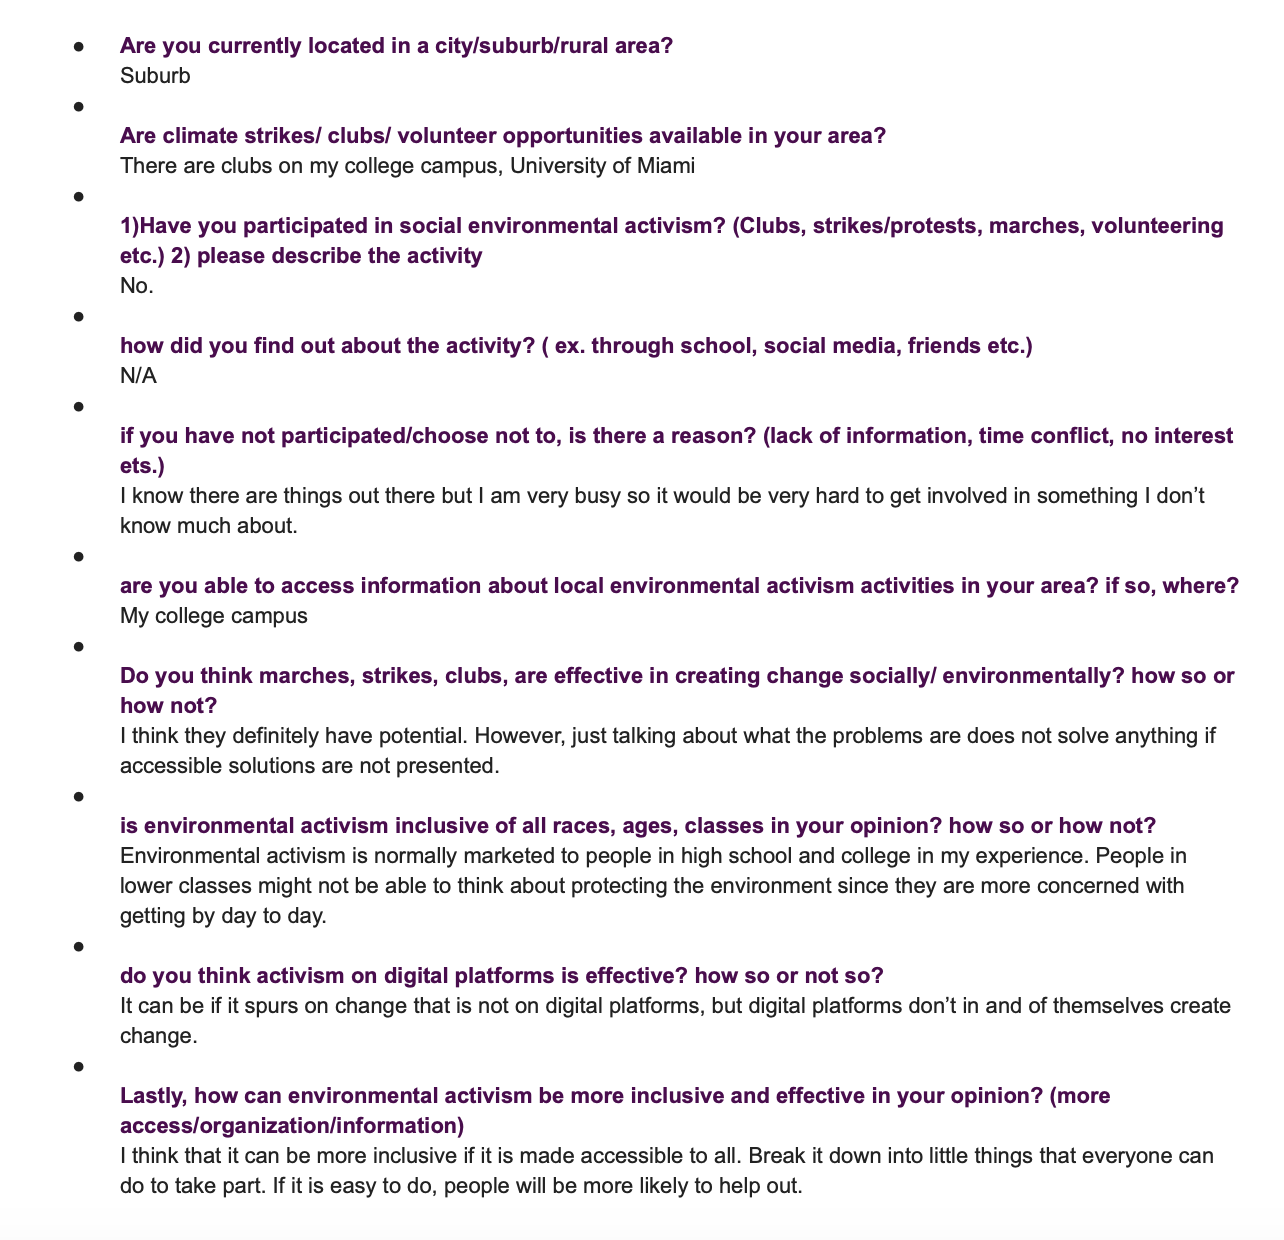 Are you currently located in a city/suburb/rural area?
Suburb
Are climate strikes/ clubs/ volunteer opportunities available in your area?
There are clubs on my college campus, University of Miami
1)Have you participated in social environmental activism? (Clubs, strikes/protests, marches, volunteering
etc.) 2) please describe the activity
No.
how did you find out about the activity? ( ex. through school, social media, friends etc.)
N/A
if you have not participated/choose not to, is there a reason? (lack of information, time conflict, no interest
ets.)
I know there are things out there but I am very busy so it would be very hard to get involved in something I don’t
know much about.
are you able to access information about local environmental activism activities in your area? if so, where?
My college campus
Do you think marches, strikes, clubs, are effective in creating change socially/ environmentally? how so or
how not?
I think they definitely have potential. However, just talking about what the problems are does not solve anything if
accessible solutions are not presented.
is environmental activism inclusive of all races, ages, classes in your opinion? how so or how not?
Environmental activism is normally marketed to people in high school and college in my experience. People in
lower classes might not be able to think about protecting the environment since they are more concerned with
getting by day to day.
do you think activism on digital platforms is effective? how so or not so?
It can be if it spurs on change that is not on digital platforms, but digital platforms don’t in and of themselves create
change.
Lastly, how can environmental activism be more inclusive and effective in your opinion? (more
access/organization/information)
I think that it can be more inclusive if it is made accessible to all. Break it down into little things that everyone can
do to take part. If it is easy to do, people will be more likely to help out.